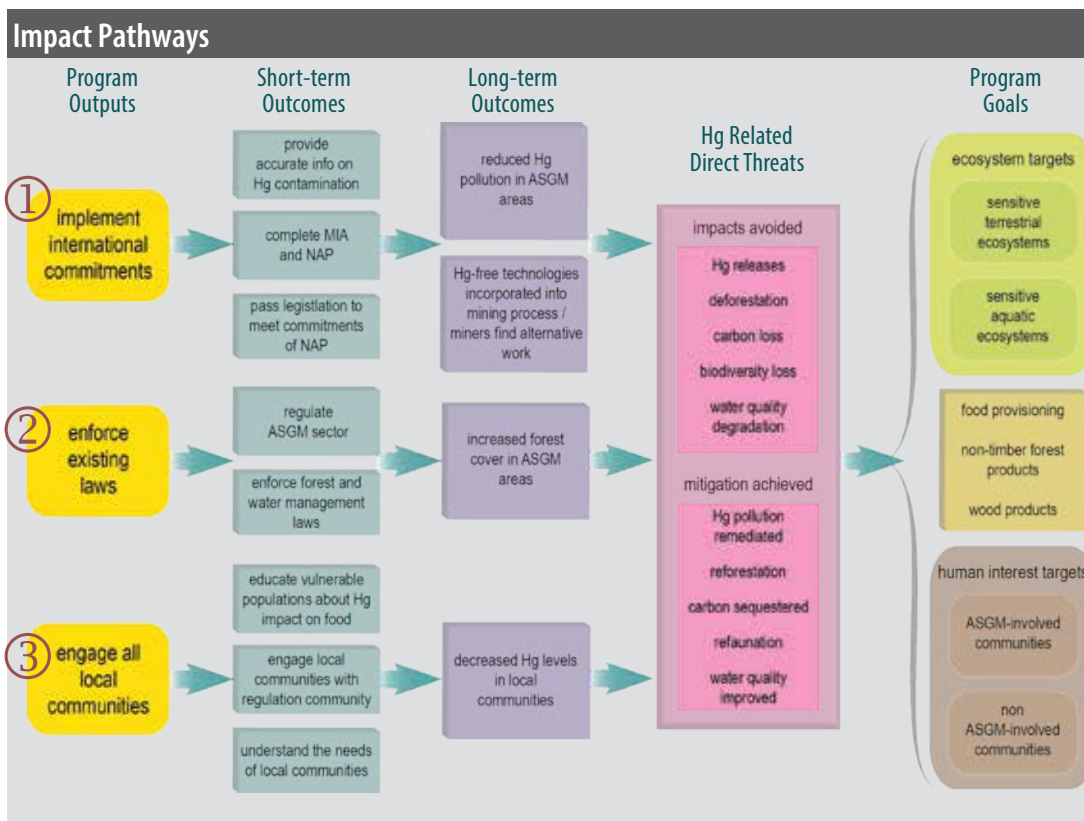 Impact Pathways
Program
Outputs
Short-term
Outcomes
Long-term
Outcomes
Hg Related
Direct Threats
Program
Goals
①
implement
international
commitments
provide
accurate info on
Hg contamination
complete MIA
and NAP
pass legistlation to
meet commitments
of NAP
reduced Hg
pollution in ASGM
areas
Hg-free technologies
incorporated into
mining process /
miners find alternative
work
②
enforce
existing
laws
regulate
ASGM sector
enforce forest and
water management
laws
increased forest
cover in ASGM
areas
③
engage all
local
communities
educate vulnerable
populations about Hg
impact on food
engage local
communities with
regulation community
understand the needs
of local communities
decreased Hg levels
in local
communities
impacts avoided
Hg releases
deforestation
carbon loss
biodiversity loss
water quality
degradation
mitigation achieved
Hg pollution
remediated
reforestation
carbon sequestered
refaunation
water quality
improved
ecosystem targets
sensitive
terrestrial
ecosystems
sensitive
aquatic
ecosystems
food provisioning
non-timber forest
products
wood products
human interest targets
ASGM-involved
communities
non
ASGM-involved
communities